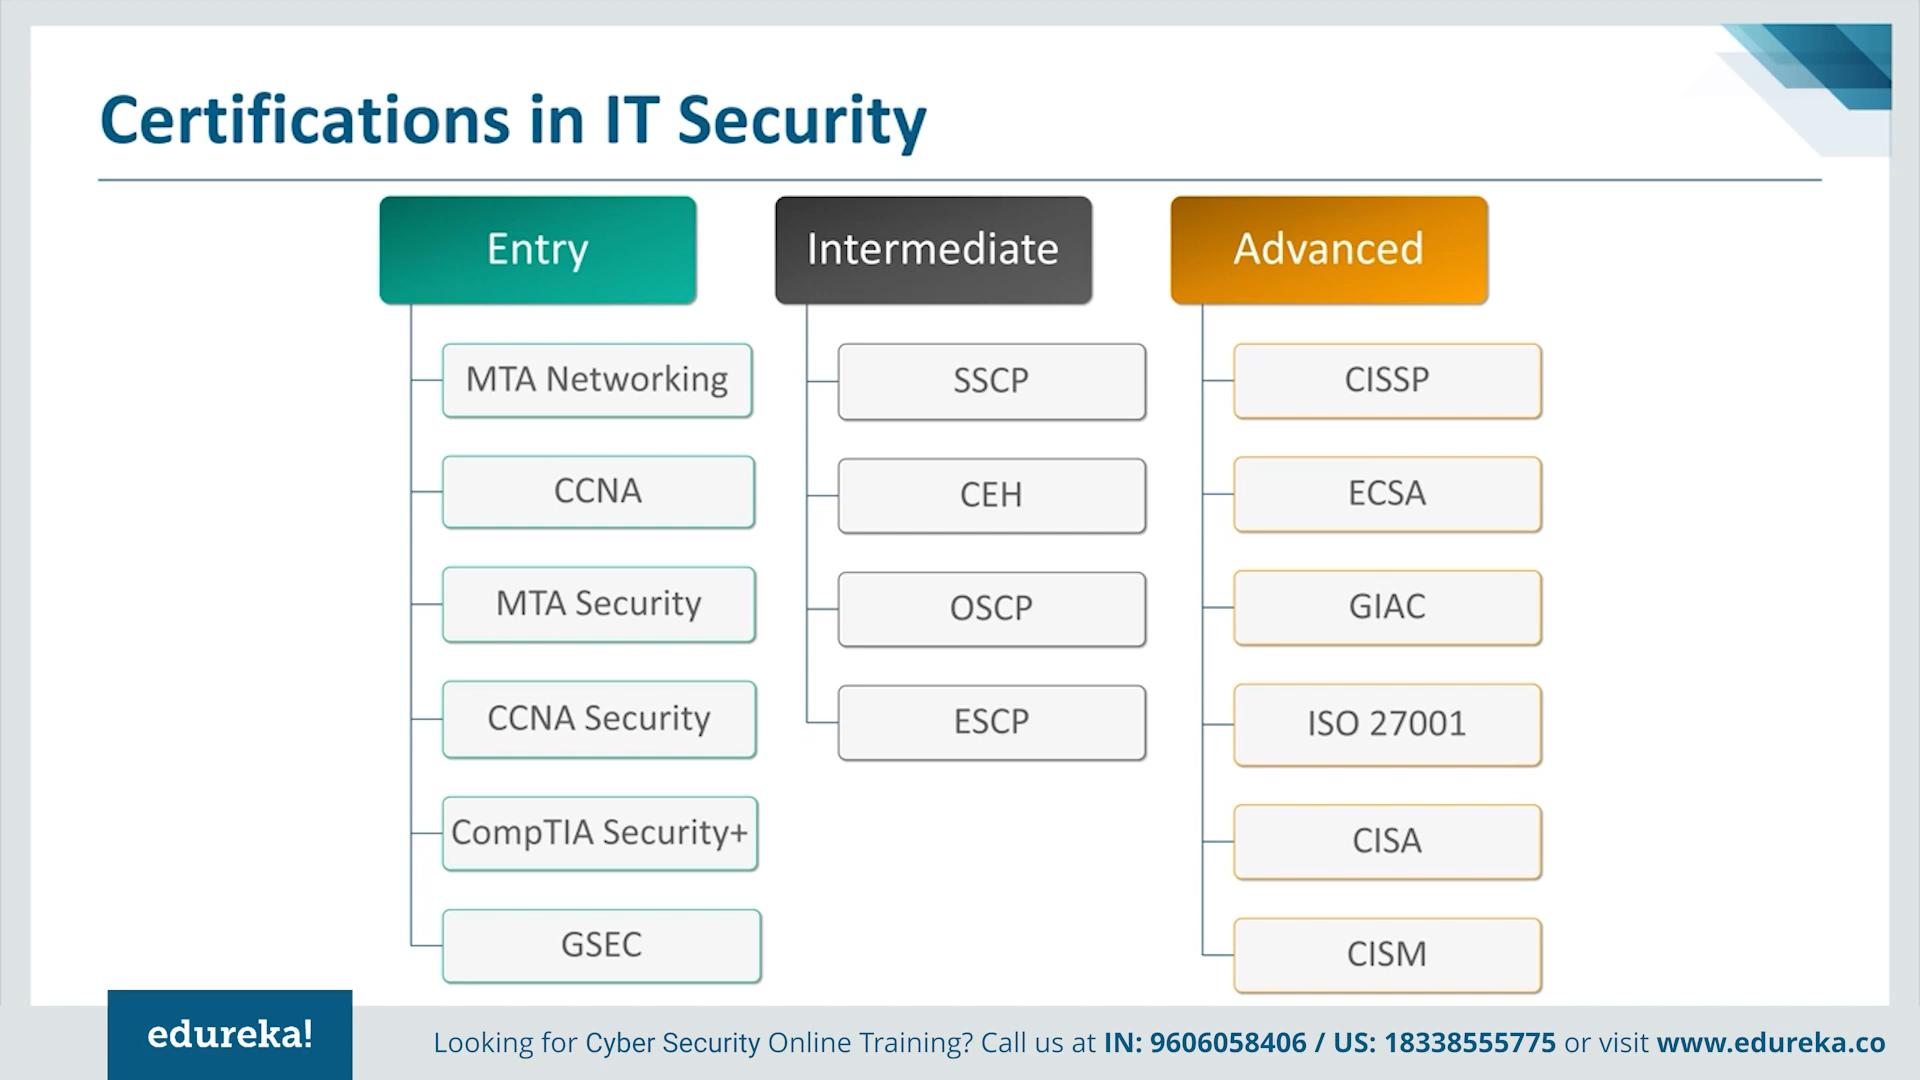 Certifications in IT Security
Entry
MTA Networking
CCNA
MTA Security
CCNA Security
CompTIA Security+
GSEC
Intermediate
SSCP
CEH
OSCP
ESCP
Advanced
CISSP
ECSA
GIAC
ISO 27001
CISA
CISM
edureka!
Looking for Cyber Security Online Training? Call us at IN: 9606058406 / US: 18338555775 or visit www.edureka.co